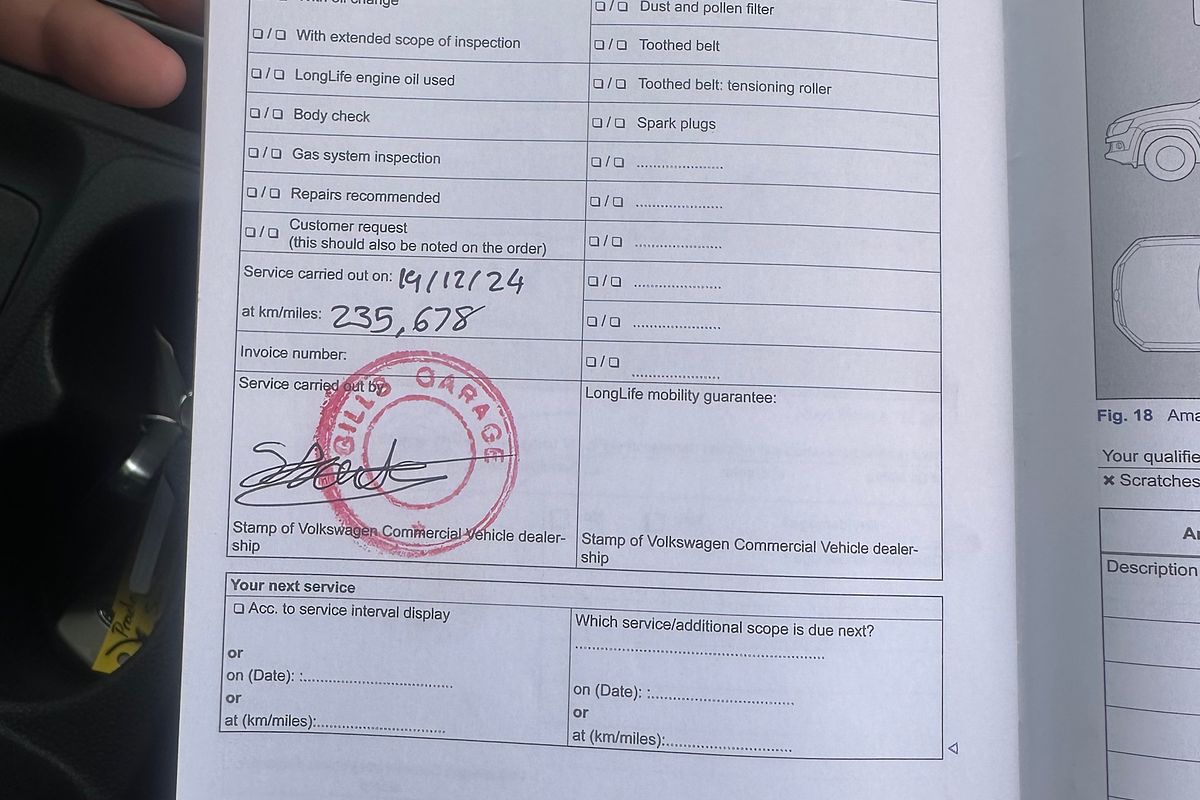 With oil change
❏/❏ With extended scope of inspection
❏/❏ LongLife engine oil used
❏/❏ Body check
❏/❏ Gas system inspection
❏/❏ Repairs recommended
❏/❏ Customer request
(this should also be noted on the order)
Service carried out on: 19/12/24
at km/miles: 235,678
Invoice number:
Service carried out by
GILLS GARAGE
Stamp of Volkswagen Commercial Vehicle dealer-
ship
❏/❏ Dust and pollen filter
❏/❏ Toothed belt
❏/❏ Toothed belt: tensioning roller
❏/❏ Spark plugs
❏/❏ ......................
❏/❏ ......................
❏/❏ ......................
❏/❏ ......................
❏/❏ ......................
❏/❏ ......................
LongLife mobility guarantee:
Stamp of Volkswagen Commercial Vehicle dealer-
ship
Your next service
❏ Acc. to service interval display
or
on (Date): :......................................
or
at (km/miles):.................................
Which service/additional scope is due next?
...............................................................
on (Date): :.....................................
or
at (km/miles):.................................
Fig. 18 Ama
Your qualifie
× Scratches
Description